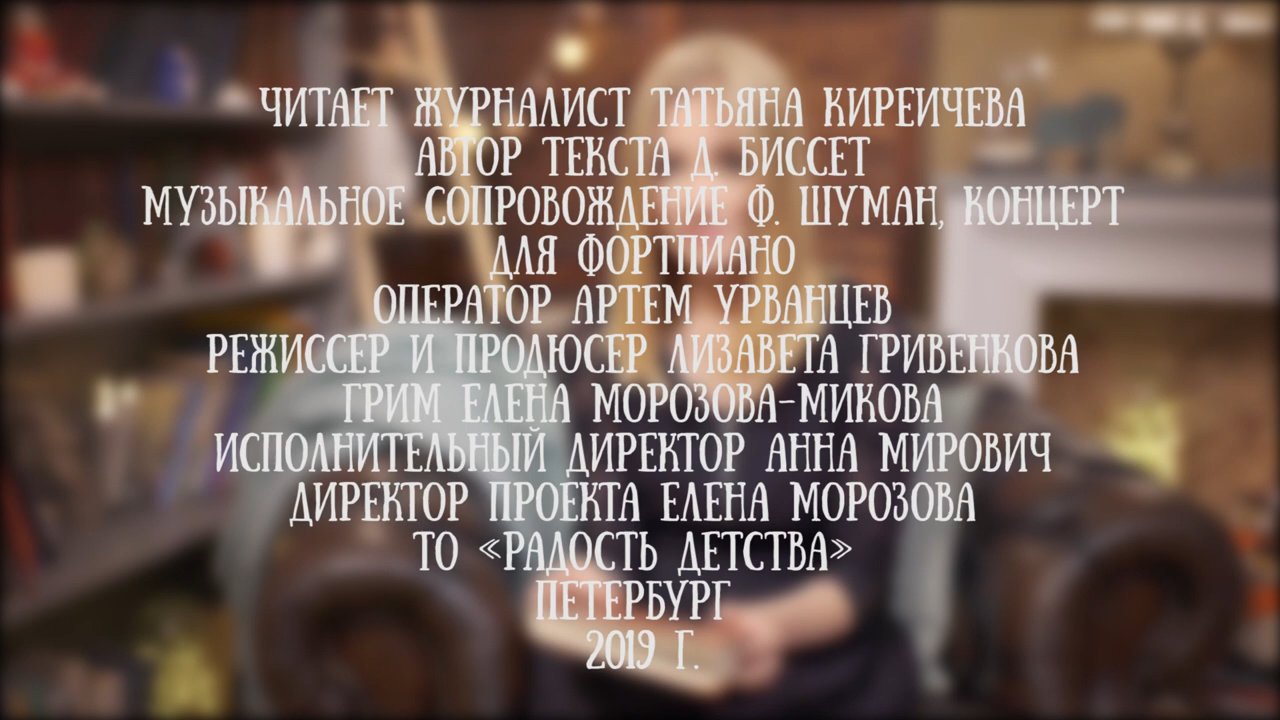 ЧИТАЕТ ЖУРНАЛИСТ ТАТЬЯНА КИРЕИЧЕВА
АВТОР ТЕКСТА Д. БИССЕТ
МУЗЫКАЛЬНОЕ СОПРОВОЖДЕНИЕ Ф. ШУМАН, КОНЦЕРТ
ДЛЯ ФОРТПИАНО
ОПЕРАТОР АРТЕМ УРВАНЦЕВ
РЕЖИССЕР И ПРОДЮСЕР ЛИЗАВЕТА ГРИВЕНКОВА
ГРИМ ЕЛЕНА МОРОЗОВА-МИКОВА
ИСПОЛНИТЕЛЬНЫЙ ДИРЕКТОР АННА МИРОВИЧ
ДИРЕКТОР ПРОЕКТА ЕЛЕНА МОРОЗОВА
ТО «РАДОСТЬ ДЕТСТВА»
ПЕТЕРБУРГ
2019 Г.